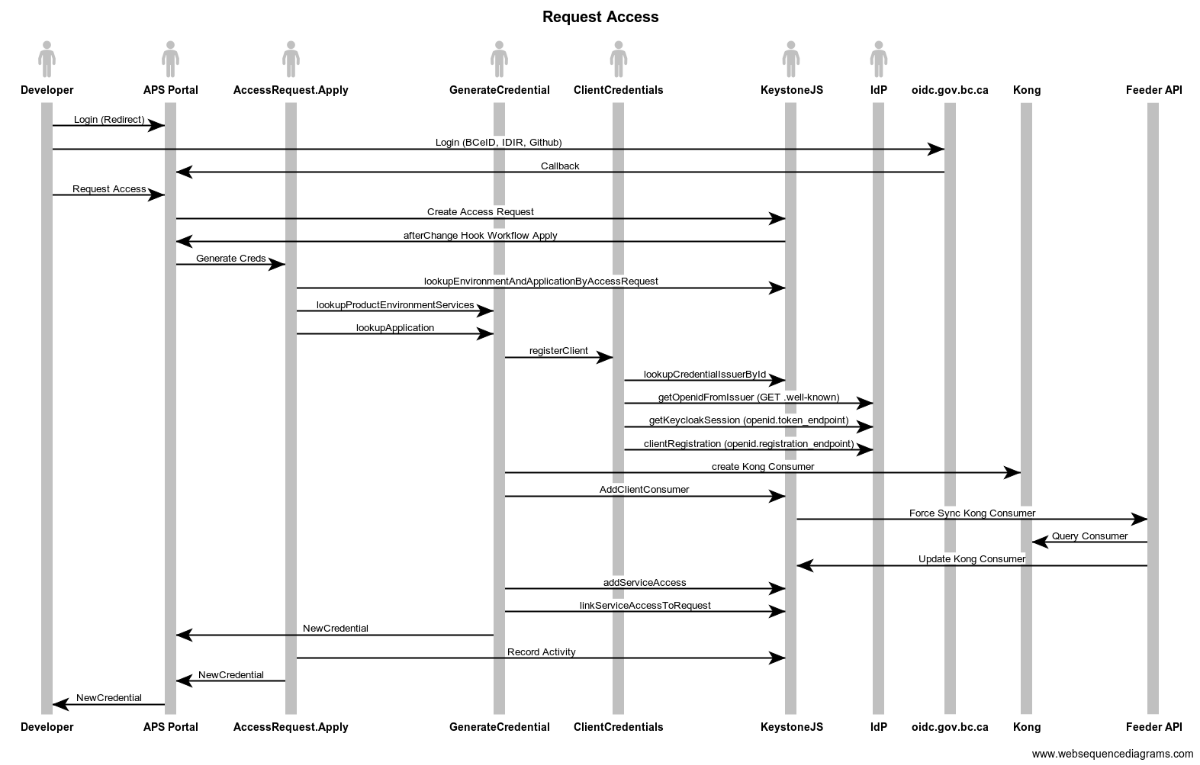 Request Access
Developer APS Portal AccessRequest.Apply GenerateCredential ClientCredentials KeystoneJS IdP oidc.gov.bc.ca Kong Feeder API
Login (Redirect)
Login (BCeID, IDIR, Github)
Callback
Request Access
Create Access Request
afterChange Hook Workflow Apply
Generate Creds
lookupEnvironmentAndApplicationByAccessRequest
lookupProductEnvironmentServices
lookupApplication
registerClient
lookupCredentialIssuerById
getOpenidFromIssuer (GET .well-known)
getKeycloakSession (openid.token_endpoint)
clientRegistration (openid.registration_endpoint)
create Kong Consumer
AddClientConsumer
Force Sync Kong Consumer
Query Consumer
Update Kong Consumer
addServiceAccess
linkServiceAccessToRequest
NewCredential
Record Activity
NewCredential
NewCredential
Developer APS Portal AccessRequest.Apply GenerateCredential ClientCredentials KeystoneJS IdP oidc.gov.bc.ca Kong Feeder API
www.websequencediagrams.com